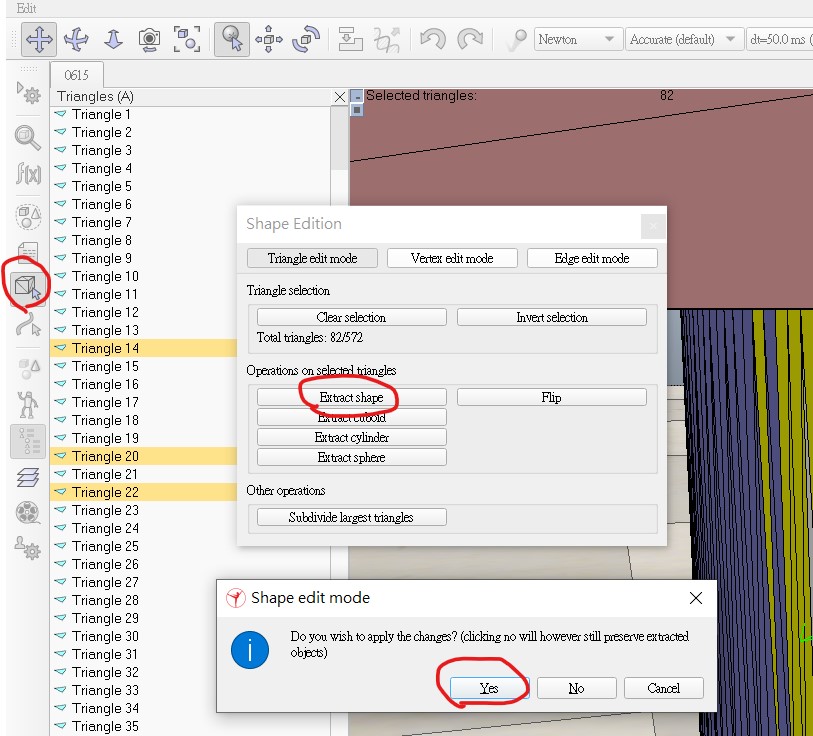 Edit
Newton
Accurate (default)
dt=50.0 ms (
0615
Triangles (A)
Selected triangles:
82
Triangle 1
Triangle 2
Triangle 3
Triangle 4
Triangle 5
Triangle 6
Triangle 7
Triangle 8
Triangle 9
Triangle 10
Triangle 11
Triangle 12
Triangle 13
Triangle 14
Triangle 15
Triangle 16
Triangle 17
Triangle 18
Triangle 19
Triangle 20
Triangle 21
Triangle 22
Triangle 23
Triangle 24
Triangle 25
Triangle 26
Triangle 27
Triangle 28
Triangle 29
Triangle 30
Triangle 31
Triangle 32
Triangle 33
Triangle 34
Triangle 35
f(x)
Shape Edition
Triangle edit mode
Vertex edit mode
Edge edit mode
Triangle selection
Clear selection
Invert selection
Total triangles: 82/572
Operations on selected triangles
Extract shape
Flip
Extract cuboid
Extract cylinder
Extract sphere
Other operations
Subdivide largest triangles
Shape edit mode
Do you wish to apply the changes? (clicking no will however still preserve extracted
objects)
Yes
No
Cancel